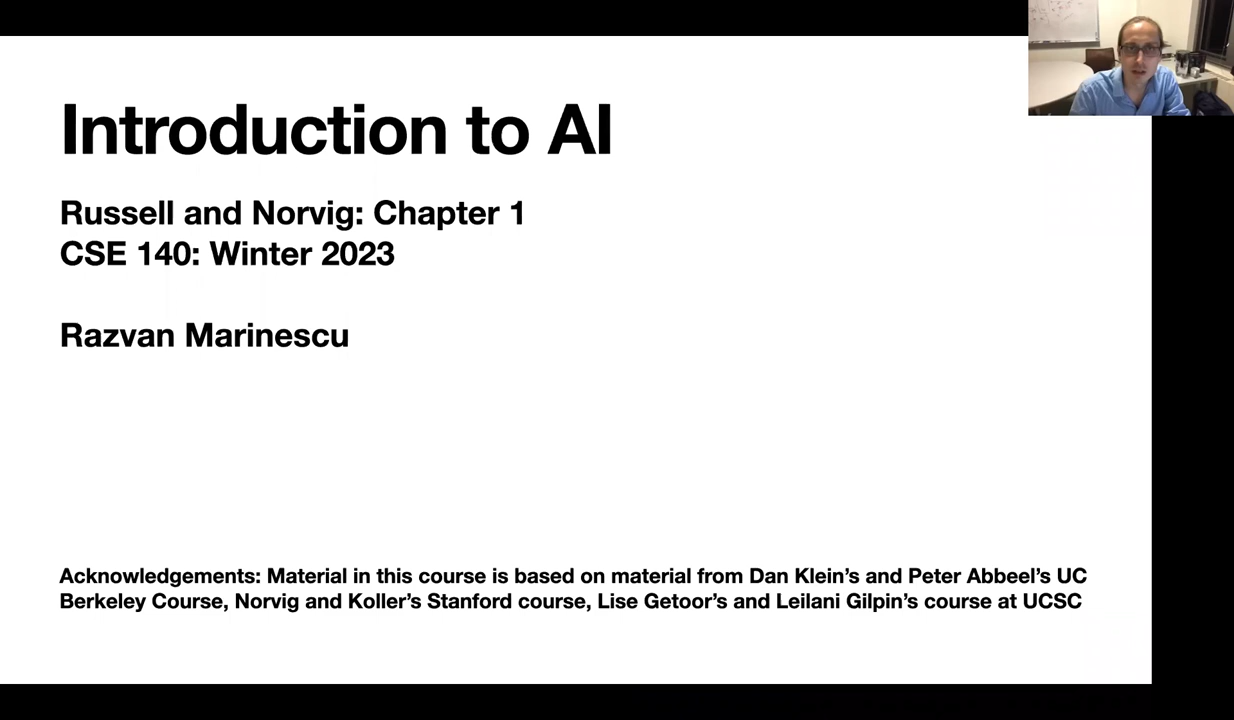 Introduction to AI
Russell and Norvig: Chapter 1
CSE 140: Winter 2023
Razvan Marinescu
Acknowledgements: Material in this course is based on material from Dan Klein’s and Peter Abbeel’s UC
Berkeley Course, Norvig and Koller’s Stanford course, Lise Getoor’s and Leilani Gilpin’s course at UCSC